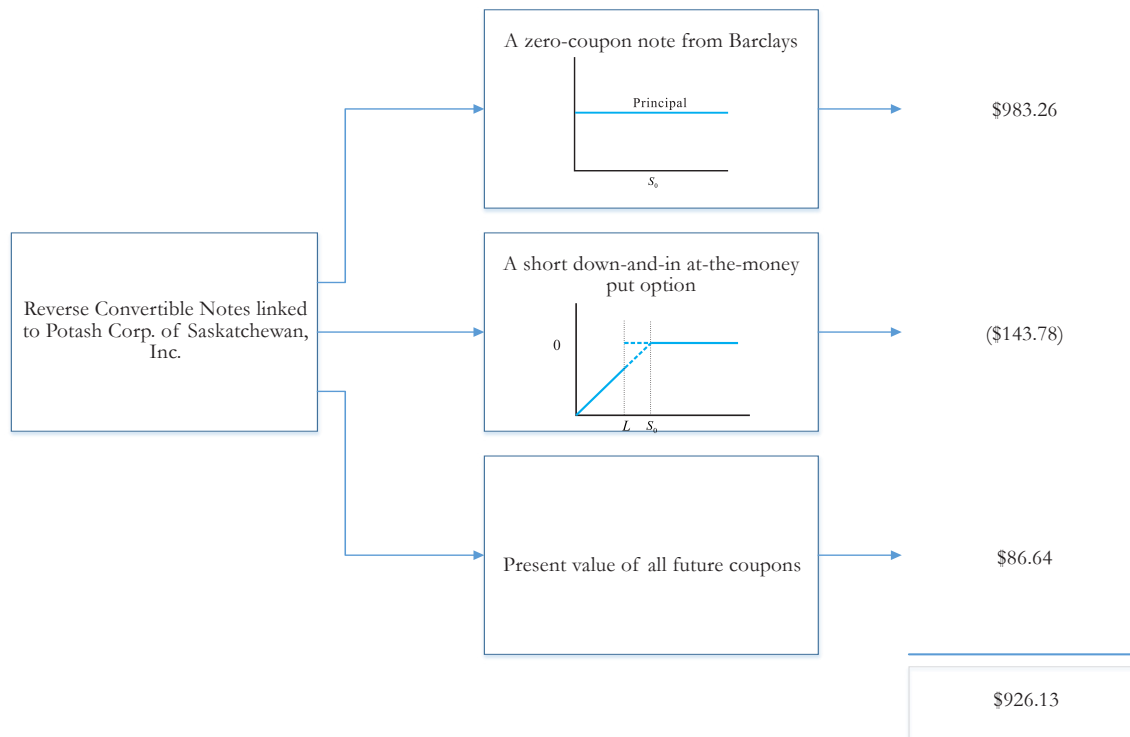 A zero-coupon note from Barclays
Principal
S₀
$983.26
Reverse Convertible Notes linked
to Potash Corp. of Saskatchewan,
Inc.
A short down-and-in at-the-money
put option
0
L S₀
($143.78)
Present value of all future coupons
$86.64
$926.13